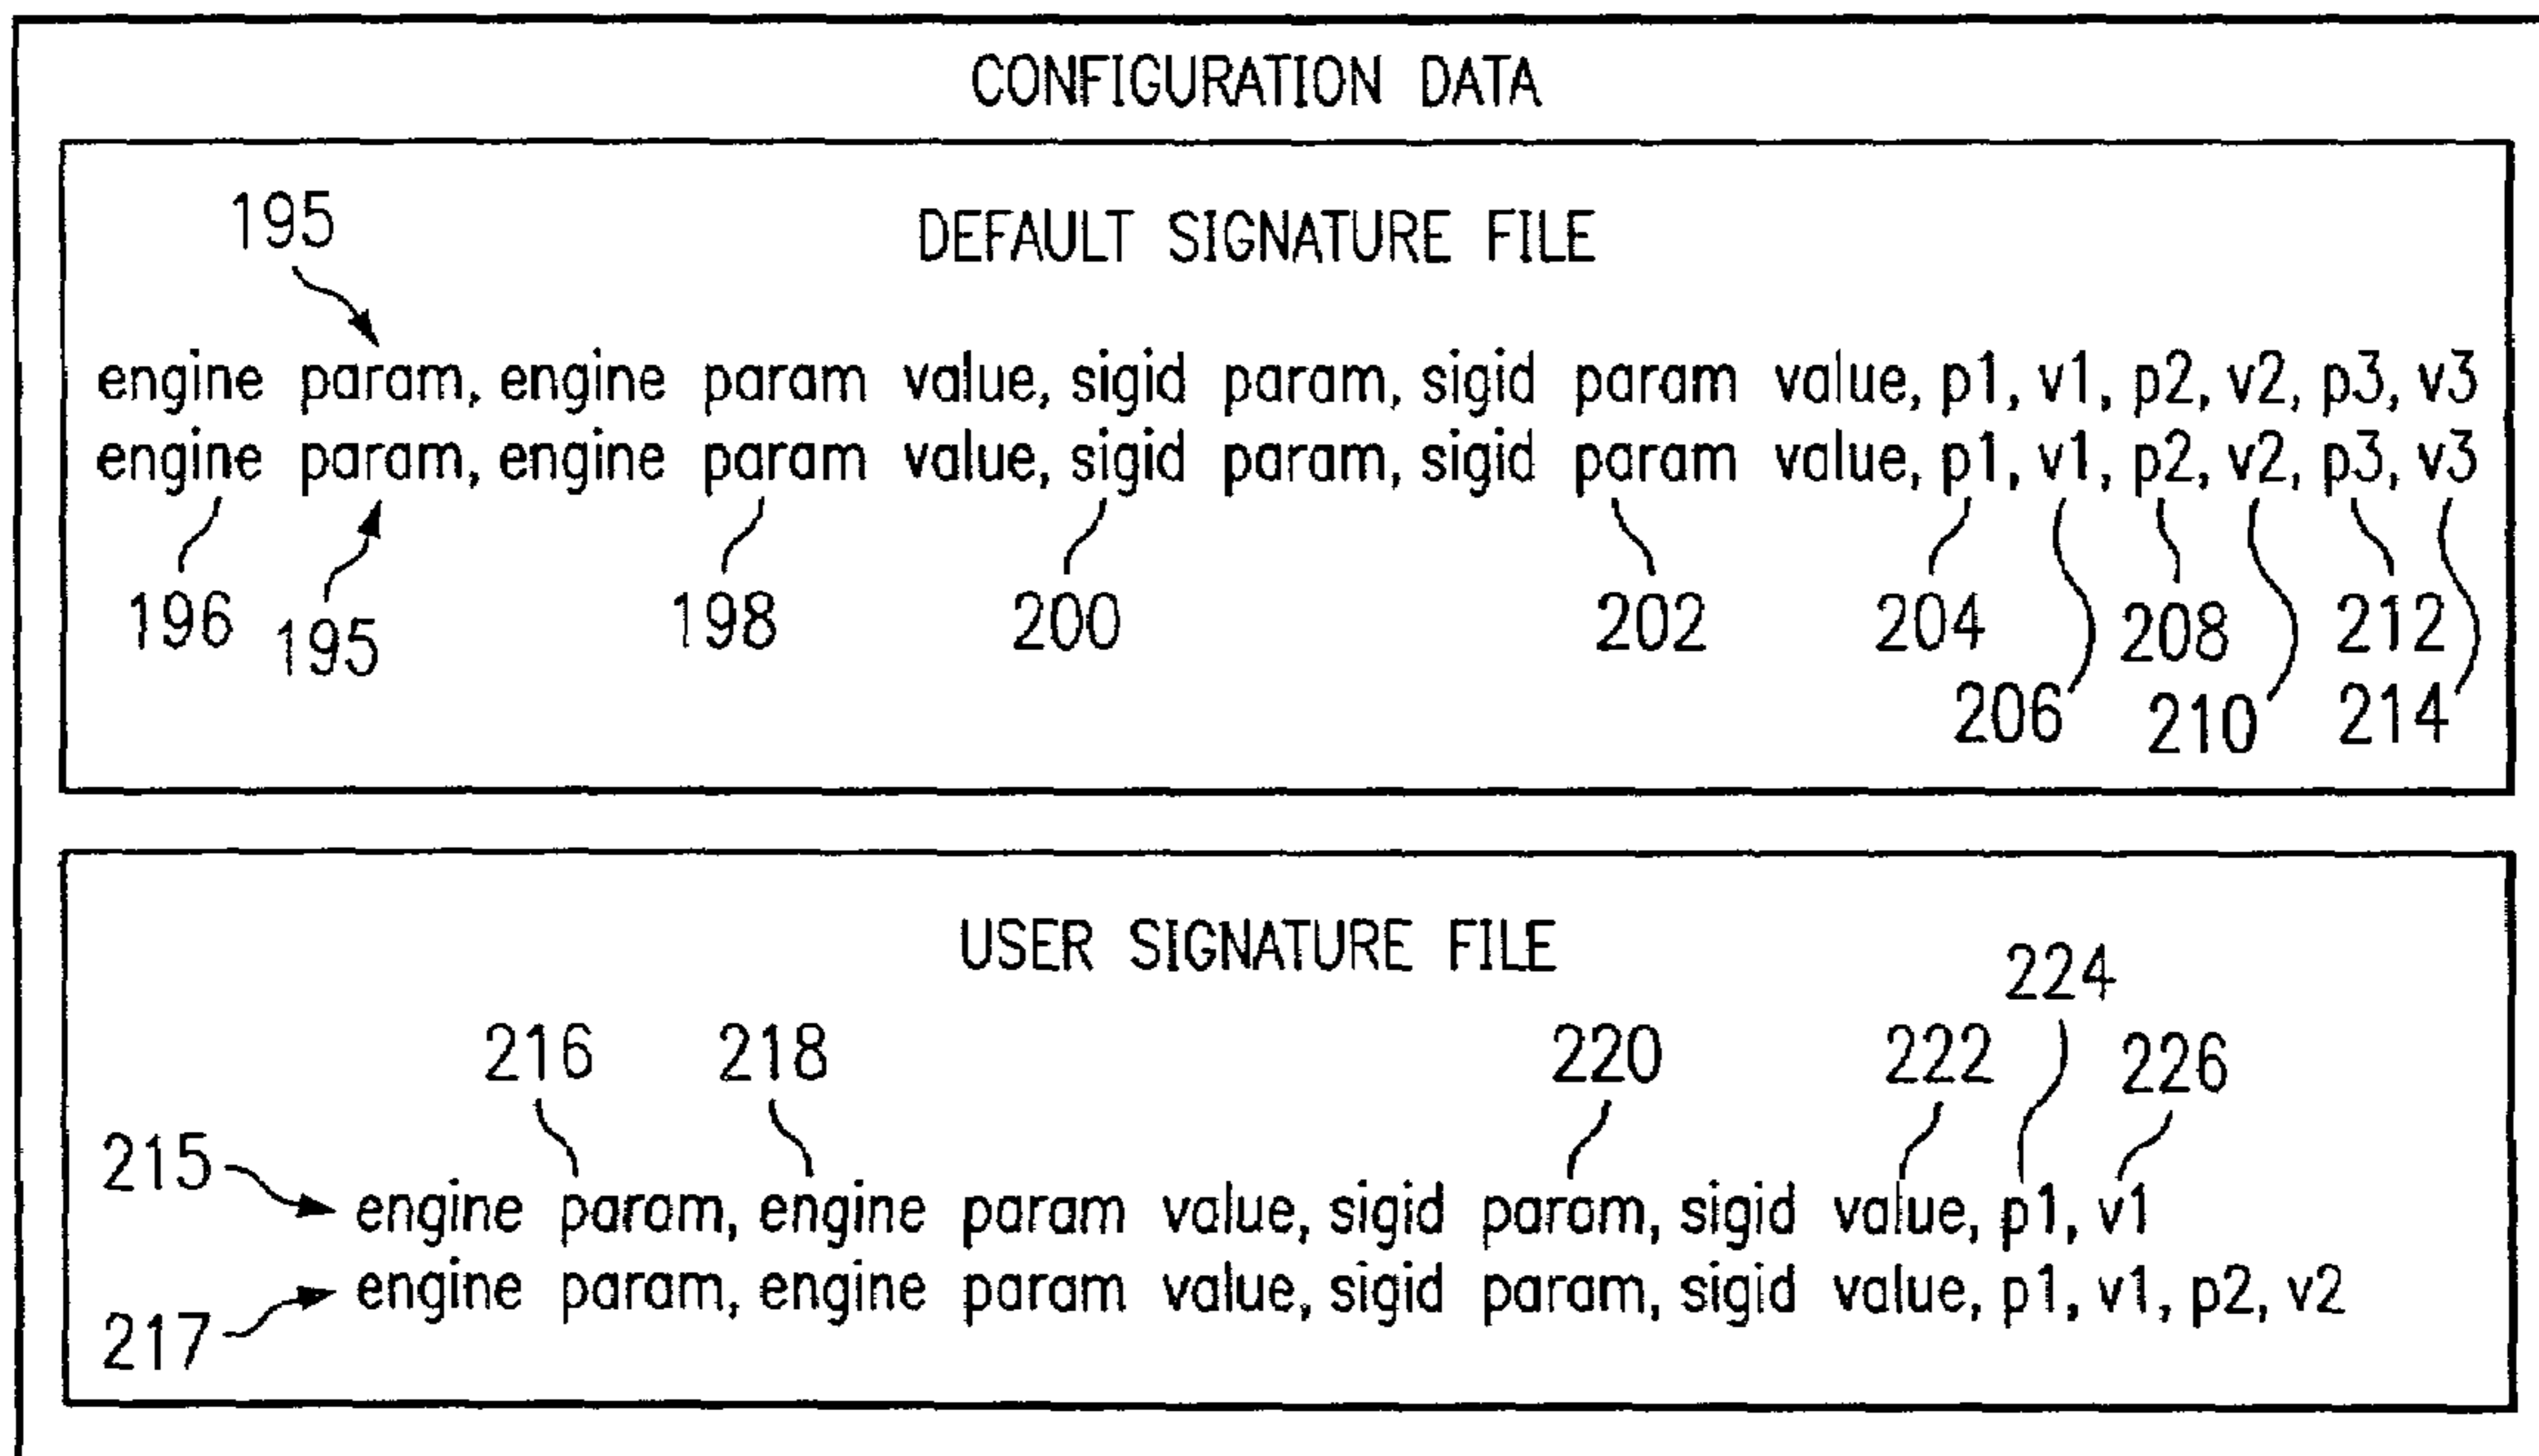 CONFIGURATION DATA
DEFAULT SIGNATURE FILE
195
engine param, engine param value, sigid param, sigid param value, p1, v1, p2, v2, p3, v3
engine param, engine param value, sigid param, sigid param value, p1, v1, p2, v2, p3, v3
196 195 198 200 202 204 206 208 210 212 214
USER SIGNATURE FILE
224
216 218 220 222 226
215
engine param, engine param value, sigid param, sigid value, p1, v1
217
engine param, engine param value, sigid param, sigid value, p1, v1, p2, v2